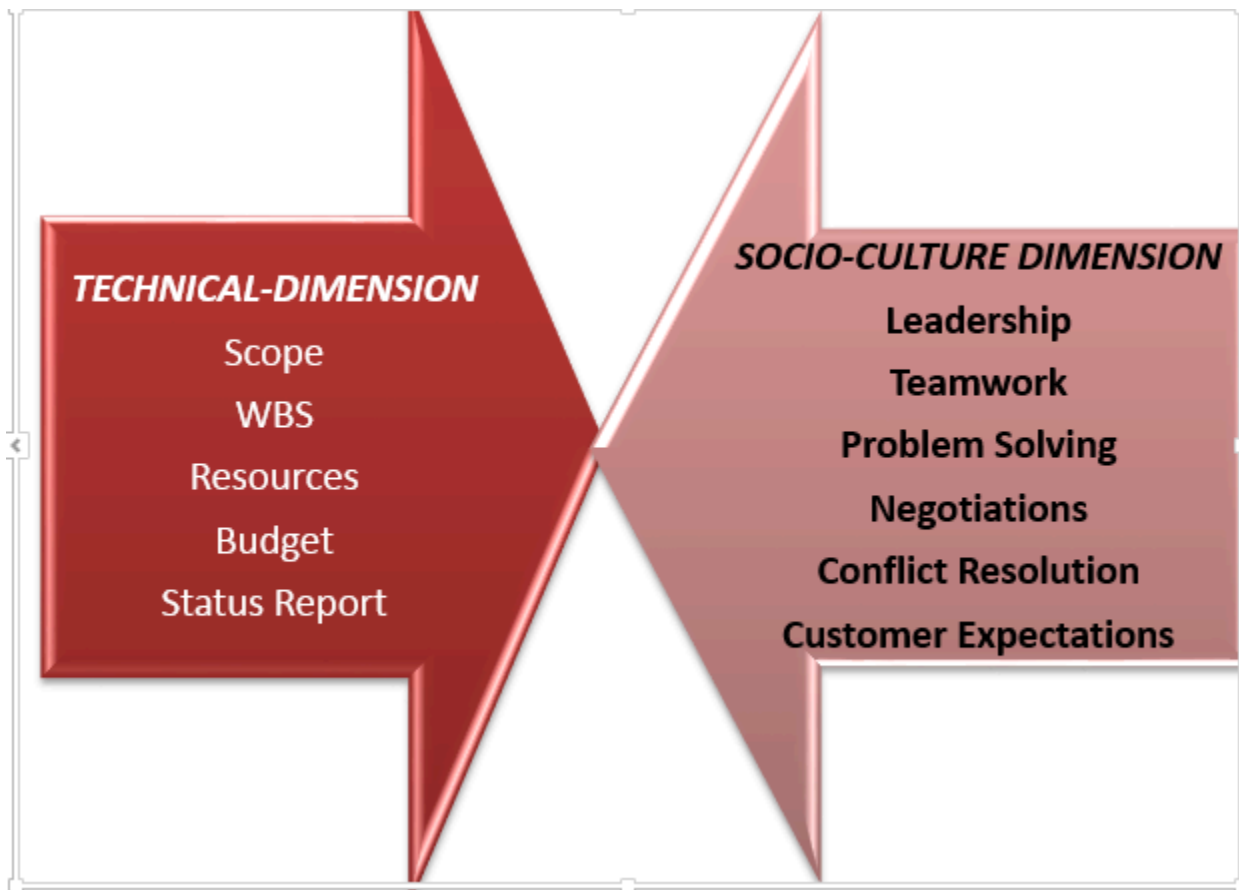 TECHNICAL-DIMENSION
Scope
WBS
Resources
Budget
Status Report
SOCIO-CULTURE DIMENSION
Leadership
Teamwork
Problem Solving
Negotiations
Conflict Resolution
Customer Expectations